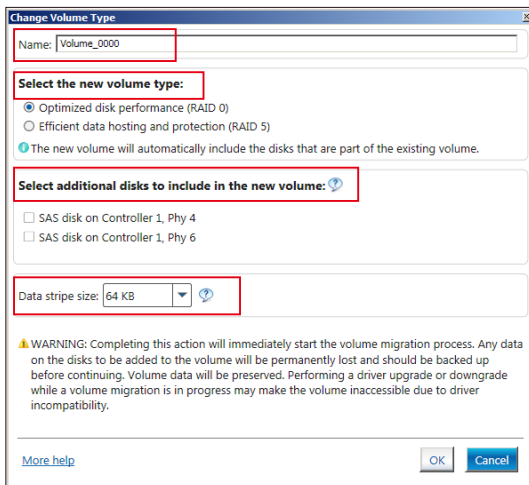 Change Volume Type
Name: Volume_0000
Select the new volume type:
Optimized disk performance (RAID 0)
Efficient data hosting and protection (RAID 5)
The new volume will automatically include the disks that are part of the existing volume.
Select additional disks to include in the new volume:
SAS disk on Controller 1, Phy 4
SAS disk on Controller 1, Phy 6
Data stripe size: 64 KB
WARNING: Completing this action will immediately start the volume migration process. Any data
on the disks to be added to the volume will be permanently lost and should be backed up
before continuing. Volume data will be preserved. Performing a driver upgrade or downgrade
while a volume migration is in progress may make the volume inaccessible due to driver
incompatibility.
More help
OK
Cancel